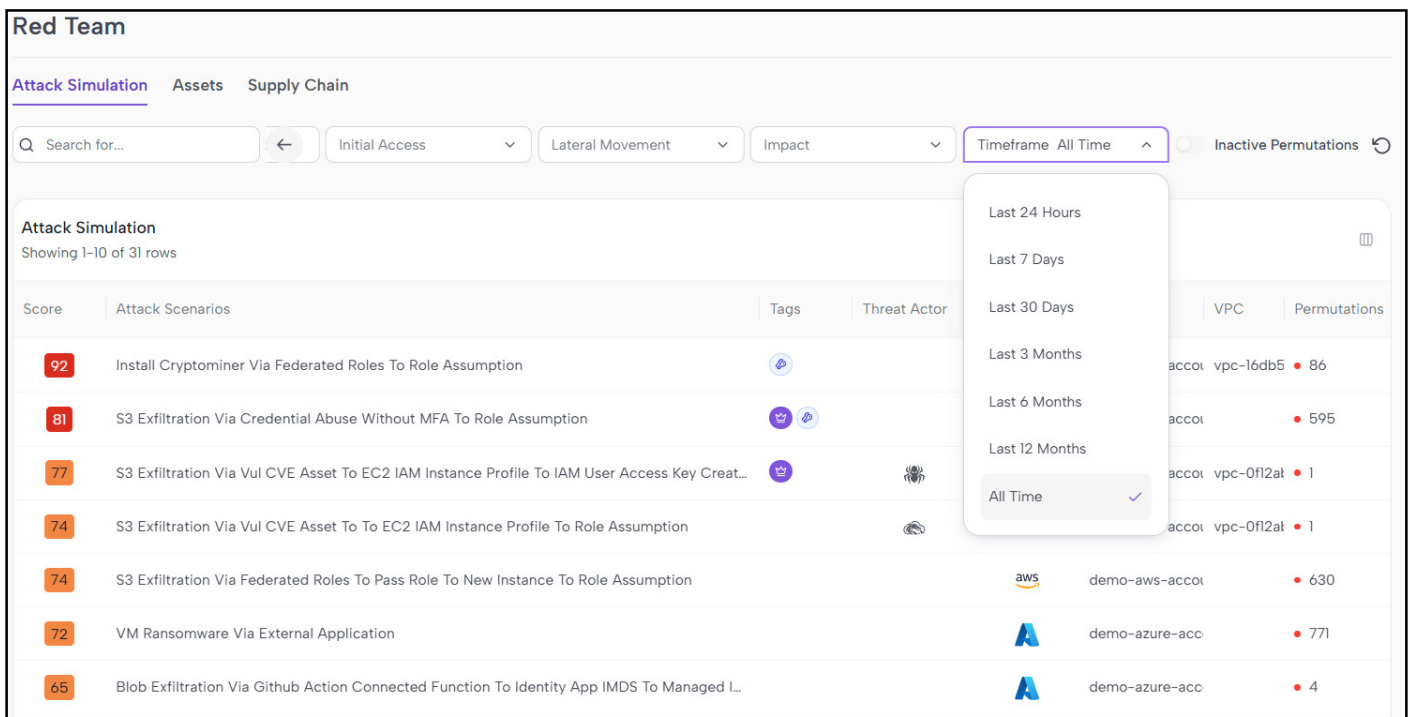 Red Team
Attack Simulation Assets Supply Chain
Search for... Initial Access Lateral Movement Impact Timeframe All Time Inactive Permutations
Last 24 Hours
Last 7 Days
Last 30 Days
Last 3 Months
Last 6 Months
Last 12 Months
All Time
Attack Simulation
Showing 1-10 of 31 rows
Score Attack Scenarios Tags Threat Actor VPC Permutations
92 Install Cryptominer Via Federated Roles To Role Assumption accou vpc-16db5 86
81 S3 Exfiltration Via Credential Abuse Without MFA To Role Assumption accou 595
77 S3 Exfiltration Via Vul CVE Asset To EC2 IAM Instance Profile To IAM User Access Key Creat... accou vpc-0f12ab 1
74 S3 Exfiltration Via Vul CVE Asset To To EC2 IAM Instance Profile To Role Assumption accou vpc-0f12ab 1
74 S3 Exfiltration Via Federated Roles To Pass Role To New Instance To Role Assumption aws demo-aws-accou 630
72 VM Ransomware Via External Application demo-azure-acc 771
65 Blob Exfiltration Via Github Action Connected Function To Identity App IMDS To Managed I... demo-azure-acc 4